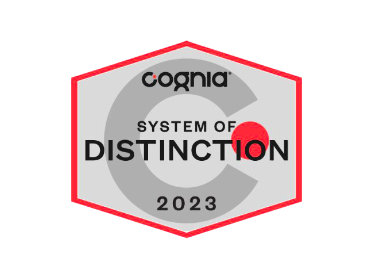 cognia
SYSTEM OF
DISTINCTION
2023